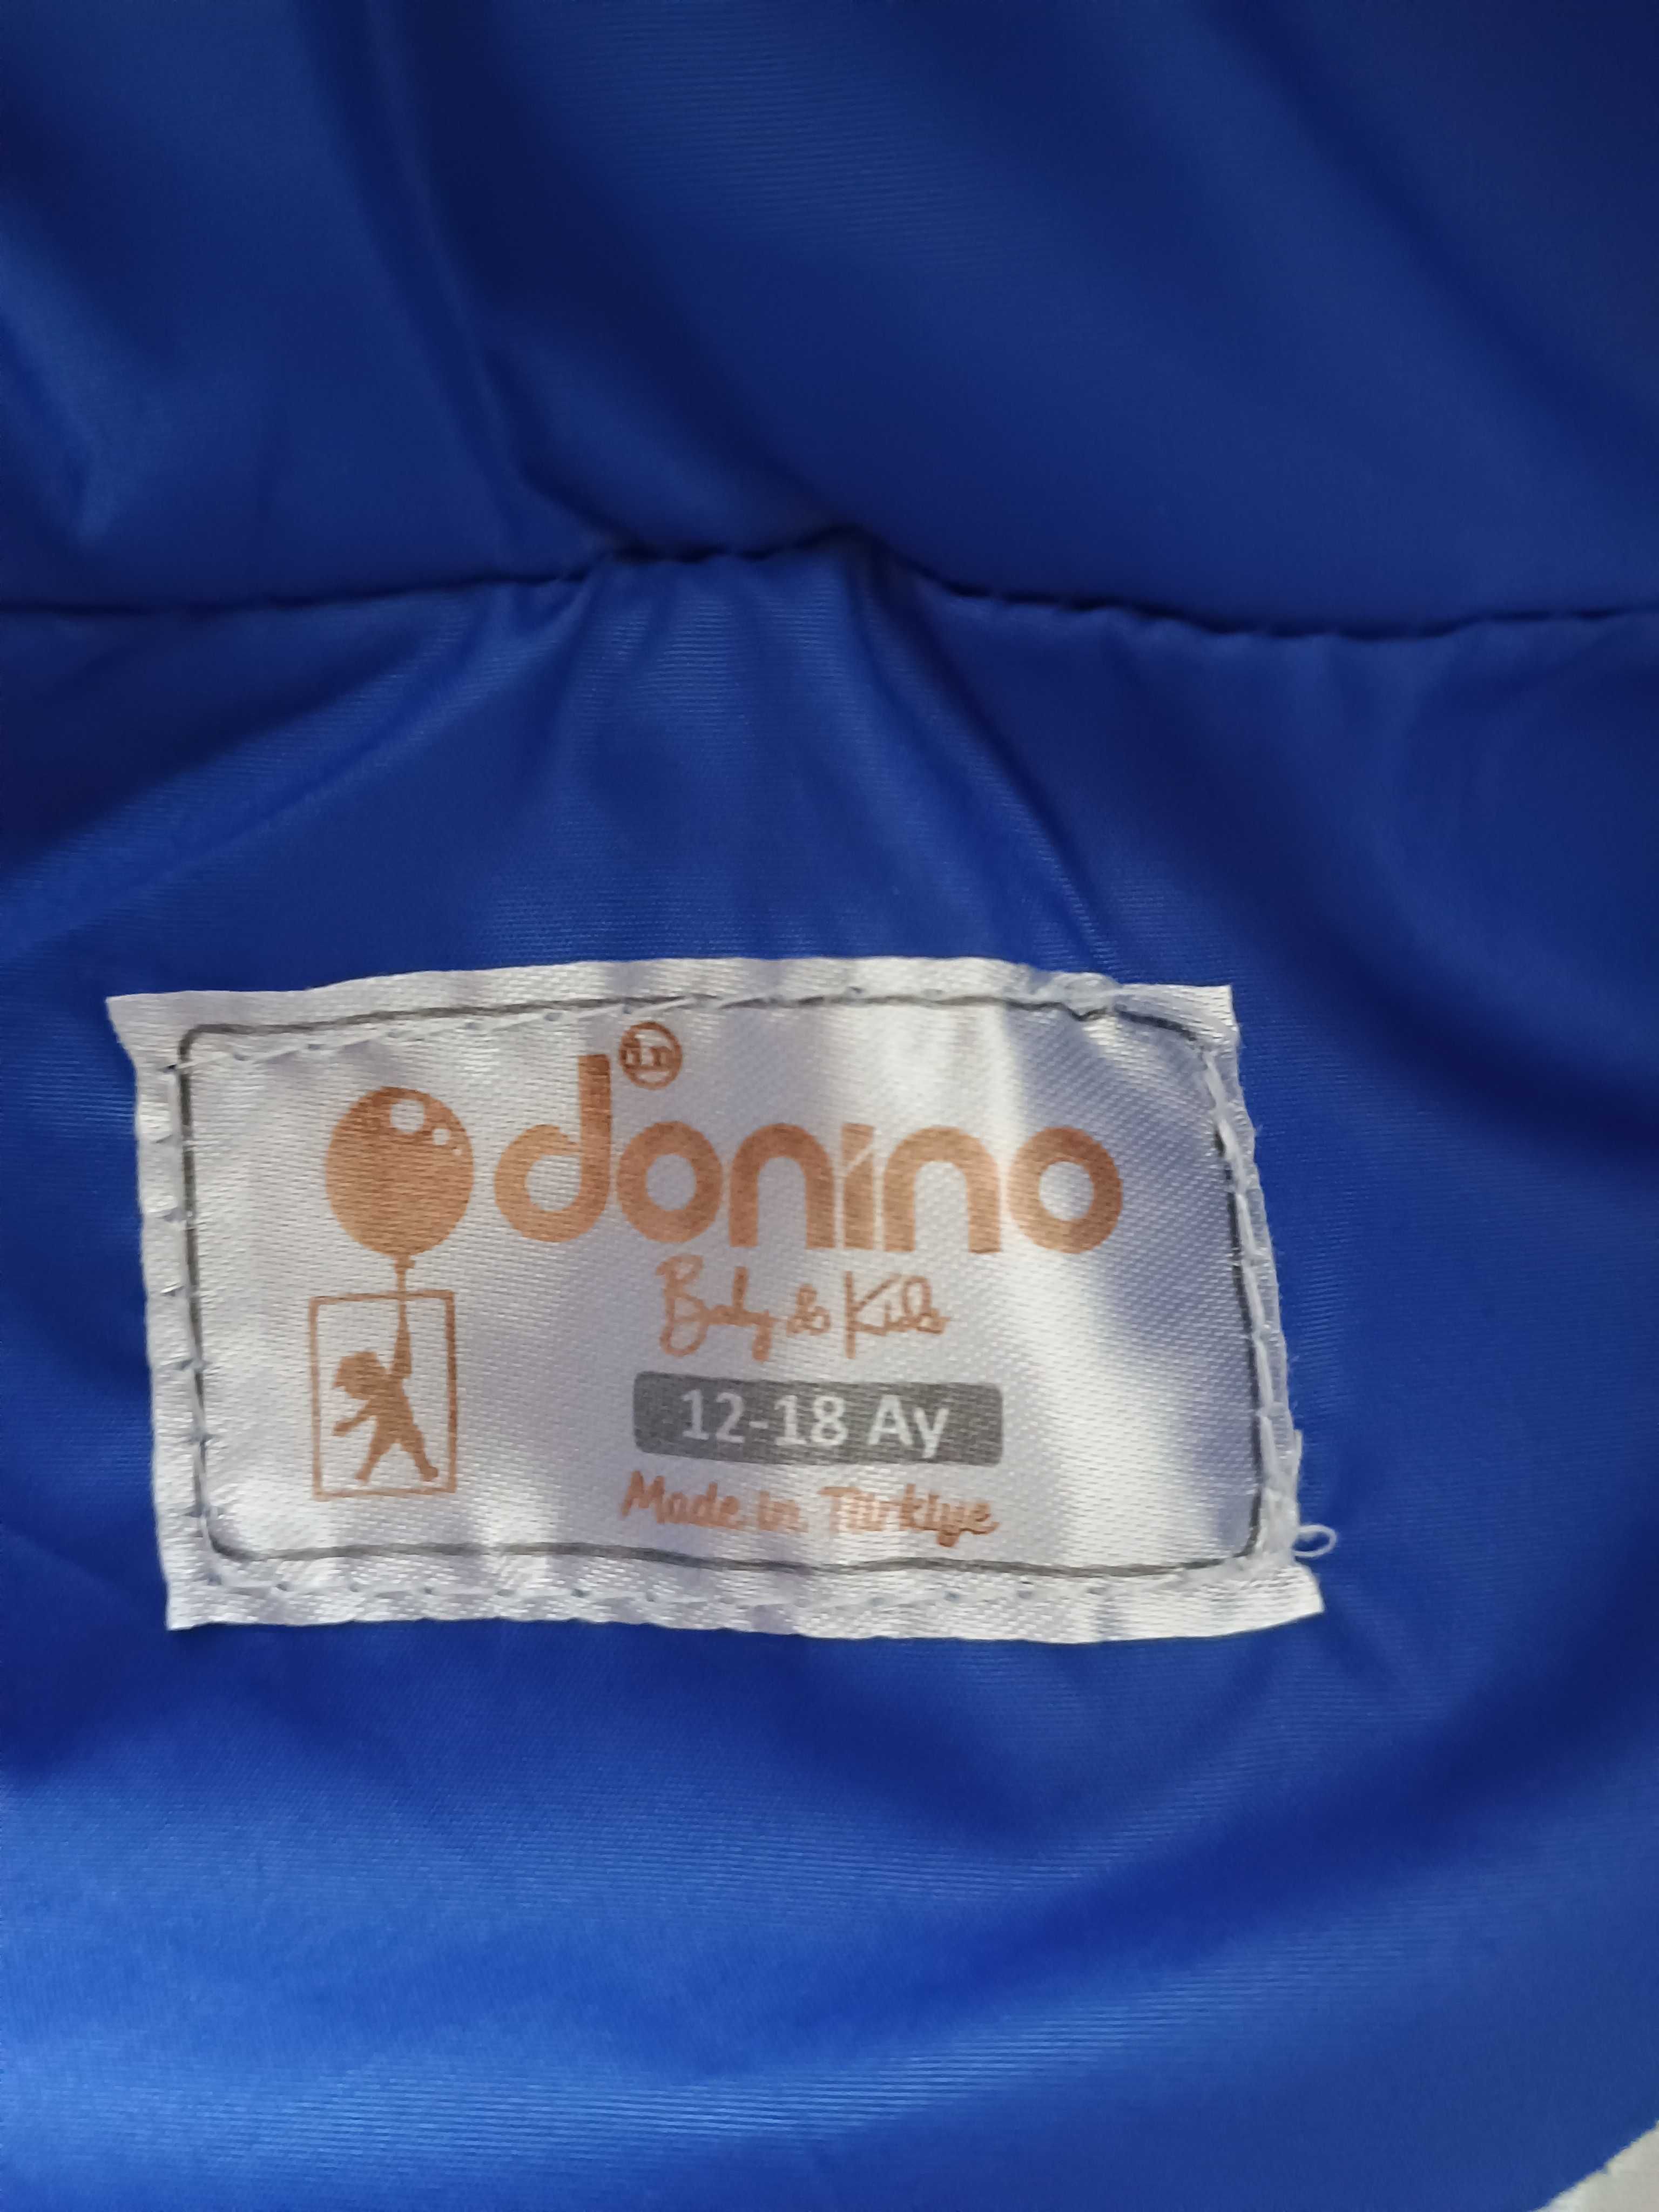 donino
Baby & Kids
12-18 Ay
Made in Türkiye